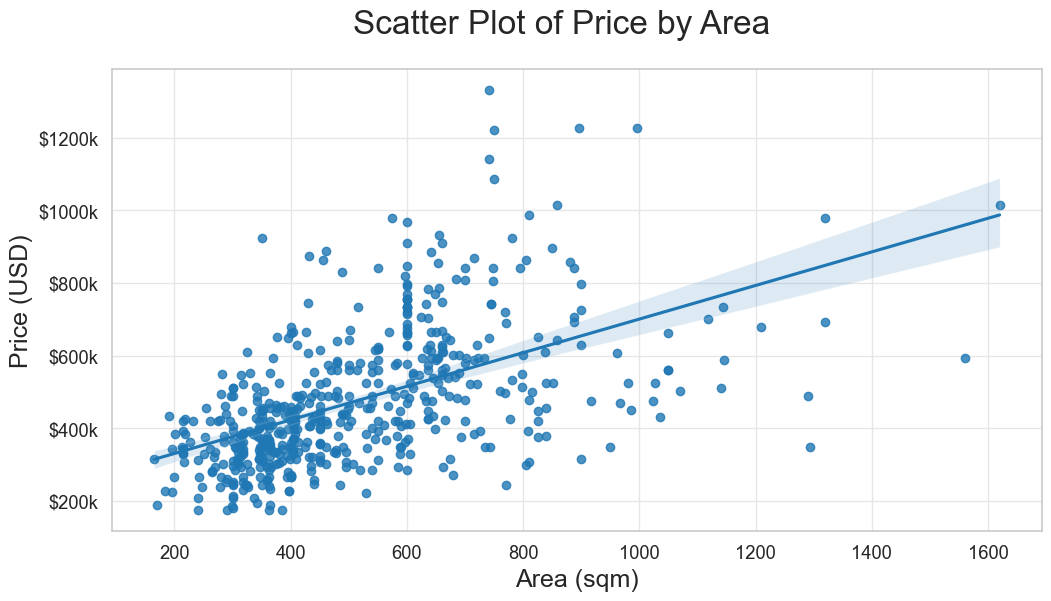 Scatter Plot of Price by Area
Price (USD)
$1200k
$1000k
$800k
$600k
$400k
$200k
200 400 600 800 1000 1200 1400 1600
Area (sqm)